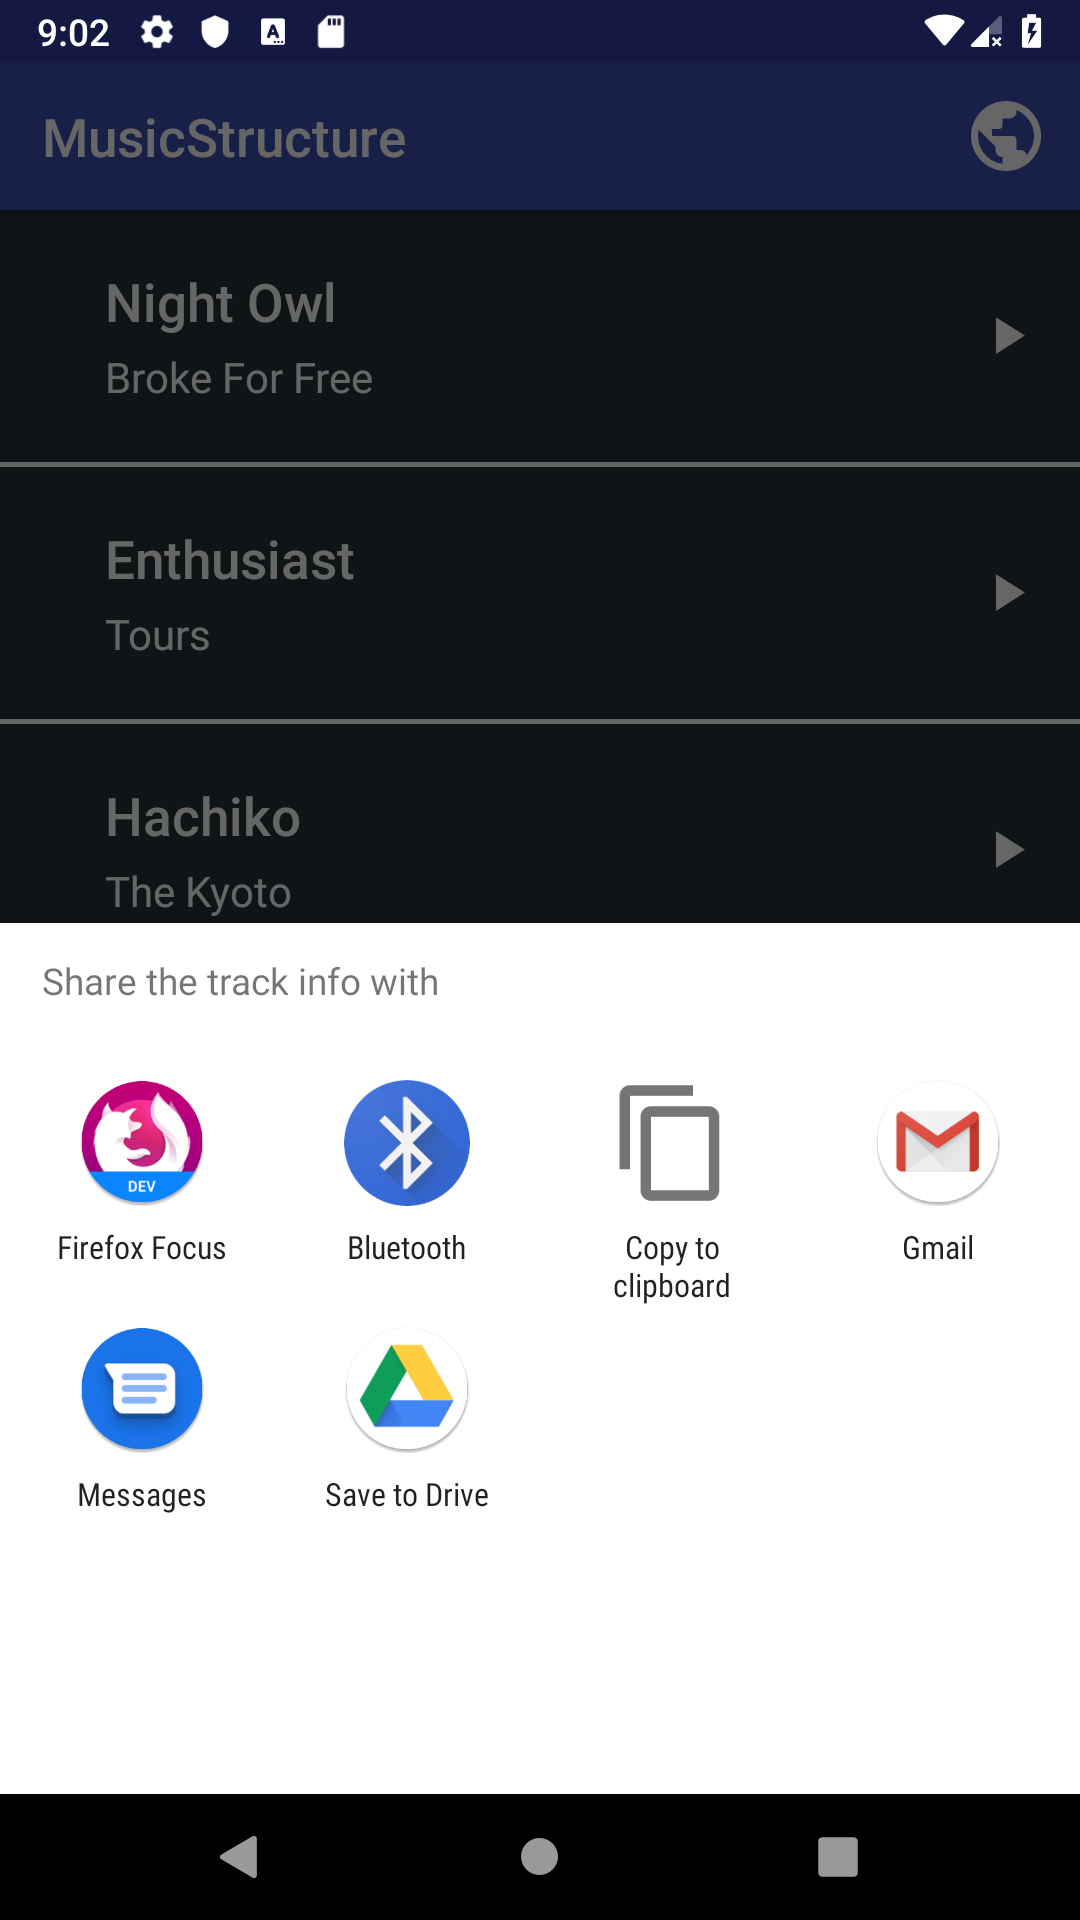 9:02
MusicStructure
Night Owl
Broke For Free
Enthusiast
Tours
Hachiko
The Kyoto
Share the track info with
DEV
Firefox Focus
Bluetooth
Copy to
clipboard
Gmail
Messages
Save to Drive